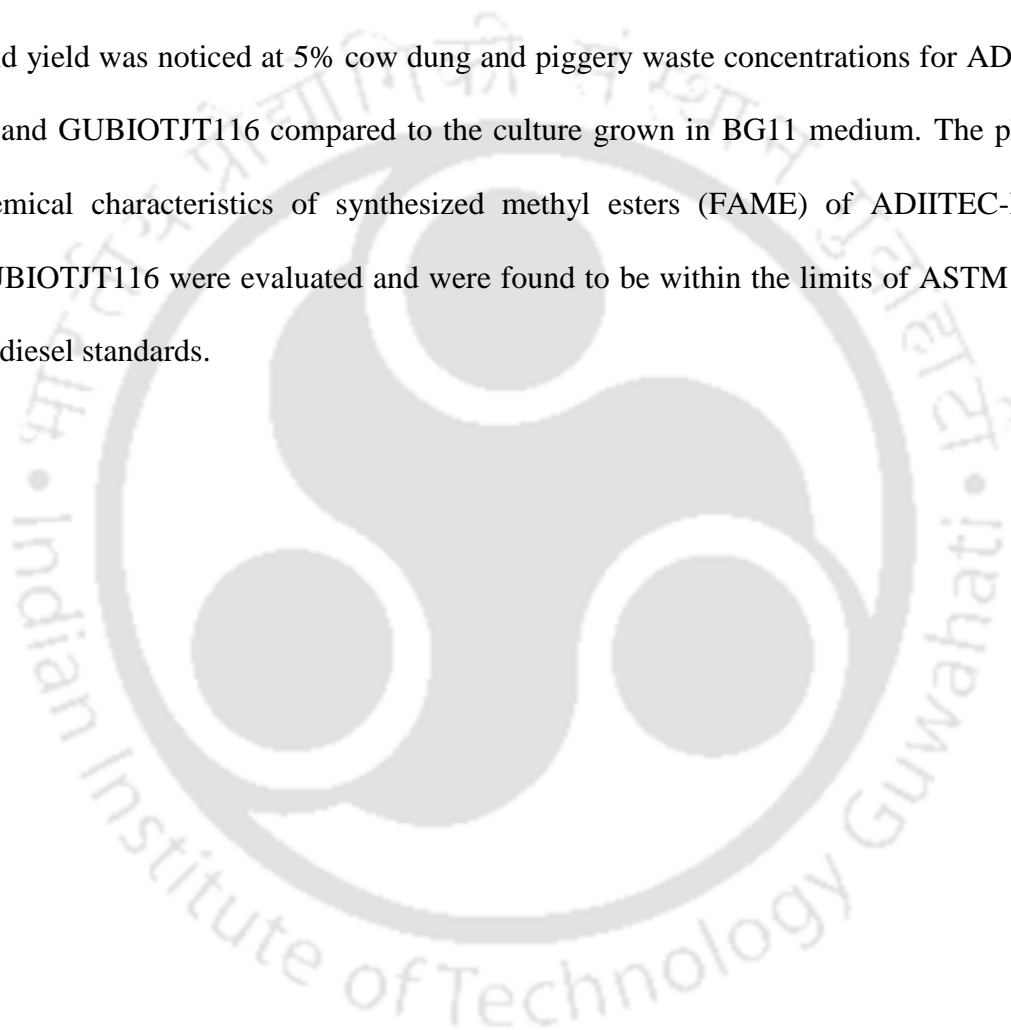 d yield was noticed at 5% cow dung and piggery waste concentrations for AD
and GUBIOTJT116 compared to the culture grown in BG11 medium. The p
emical characteristics of synthesized methyl esters (FAME) of ADIITEC-
UBIOTJT116 were evaluated and were found to be within the limits of ASTM
diesel standards.
Indian Institute of Technology Guwahati